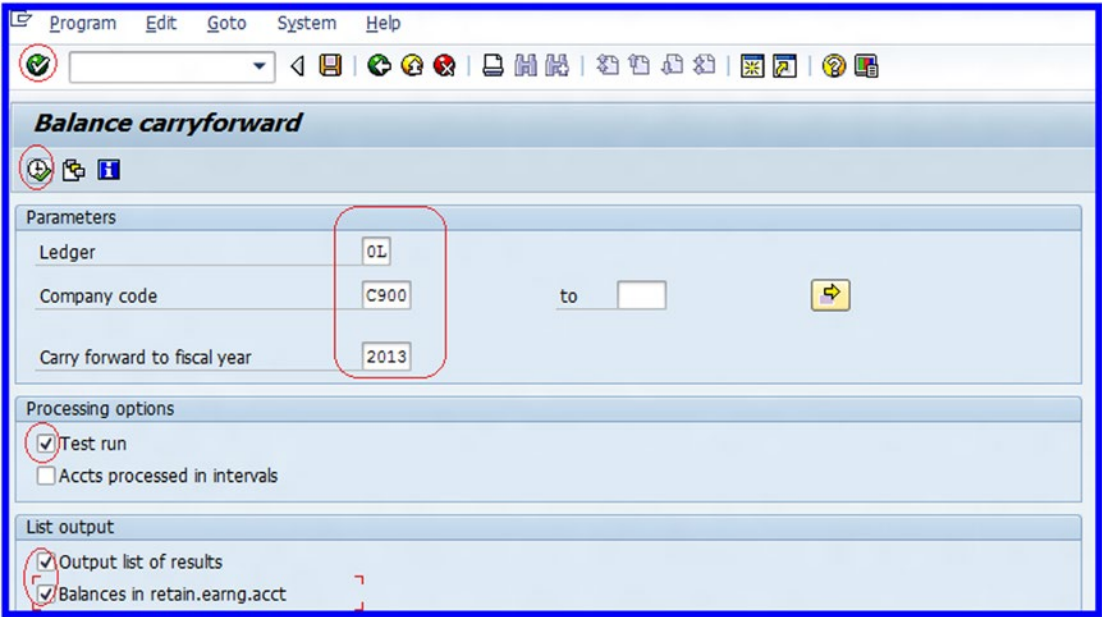 Program Edit Goto System Help
Balance carryforward
Parameters
Ledger 0L
Company code C900 to
Carry forward to fiscal year 2013
Processing options
Test run
Accts processed in intervals
List output
Output list of results
Balances in retain.earng.acct